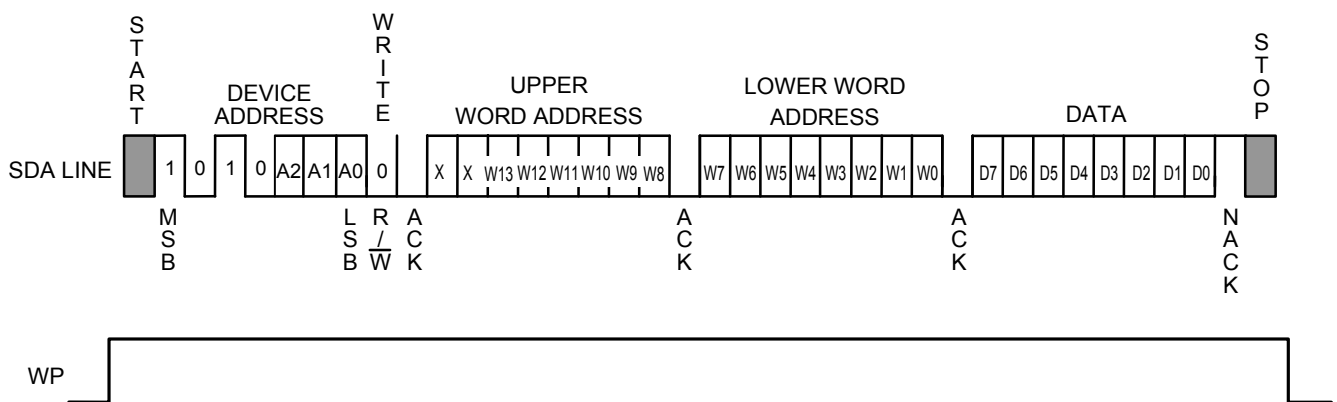 START
WRITE
STOP
DEVICE
ADDRESS
UPPER
WORD ADDRESS
LOWER WORD
ADDRESS
DATA
SDA LINE 1 0 1 0 A2 A1 A0 0 X X W13 W12 W11 W10 W9 W8 W7 W6 W5 W4 W3 W2 W1 W0 D7 D6 D5 D4 D3 D2 D1 D0
MSB
LSB
R/W
ACK
ACK
ACK
NACK
WP